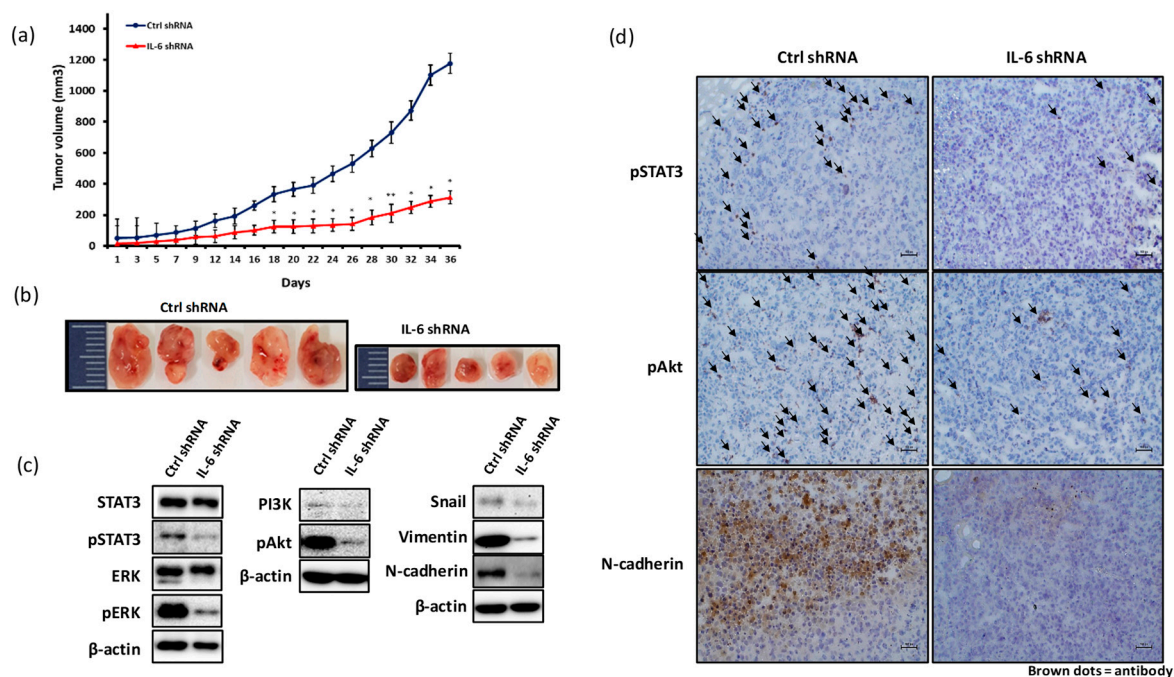 (a)
1400
1200
1000
800
600
400
200
0
Tumor volume (mm3)
Ctrl shRNA
IL-6 shRNA
* * * * * * ** * * *
1 3 5 7 9 12 14 16 18 20 22 24 26 28 30 32 34 36
Days
(b)
Ctrl shRNA
IL-6 shRNA
(c)
Ctrl shRNA
IL-6 shRNA
STAT3
pSTAT3
ERK
pERK
β-actin
Ctrl shRNA
IL-6 shRNA
PI3K
pAkt
β-actin
Ctrl shRNA
IL-6 shRNA
Snail
Vimentin
N-cadherin
β-actin
(d)
Ctrl shRNA
IL-6 shRNA
pSTAT3
pAkt
N-cadherin
Brown dots = antibody